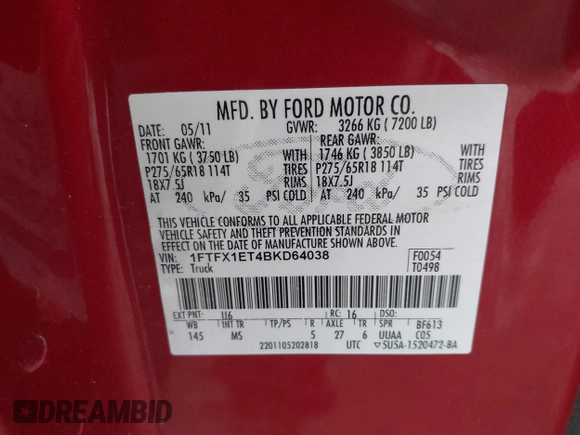 MFD. BY FORD MOTOR CO.
DATE: 05/11 GVWR: 3266 KG ( 7200 LB)
FRONT GAWR: REAR GAWR:
1701 KG ( 3750 LB) WITH 1746 KG ( 3850 LB) WITH
P275/65R18 114T TIRES P275/65R18 114T TIRES
18X7.5J RIMS 18X7.5J RIMS
AT 240 kPa/ 35 PSI COLD AT 240 kPa/ 35 PSI COLD
THIS VEHICLE CONFORMS TO ALL APPLICABLE FEDERAL MOTOR
VEHICLE SAFETY AND THEFT PREVENTION STANDARDS IN
EFFECT ON THE DATE OF MANUFACTURE SHOWN ABOVE.
VIN: 1FTFX1ET4BKD64038 F0054
TYPE: Truck T0498
EXT PNT: U6 RC: 16 DSO:
WB INT TR TP/PS R AXLE TR SPR BF613
145 MS 5 27 6 UUAA C05
2201105202818 UTC 5U5A-1520472-BA
DREAMBID